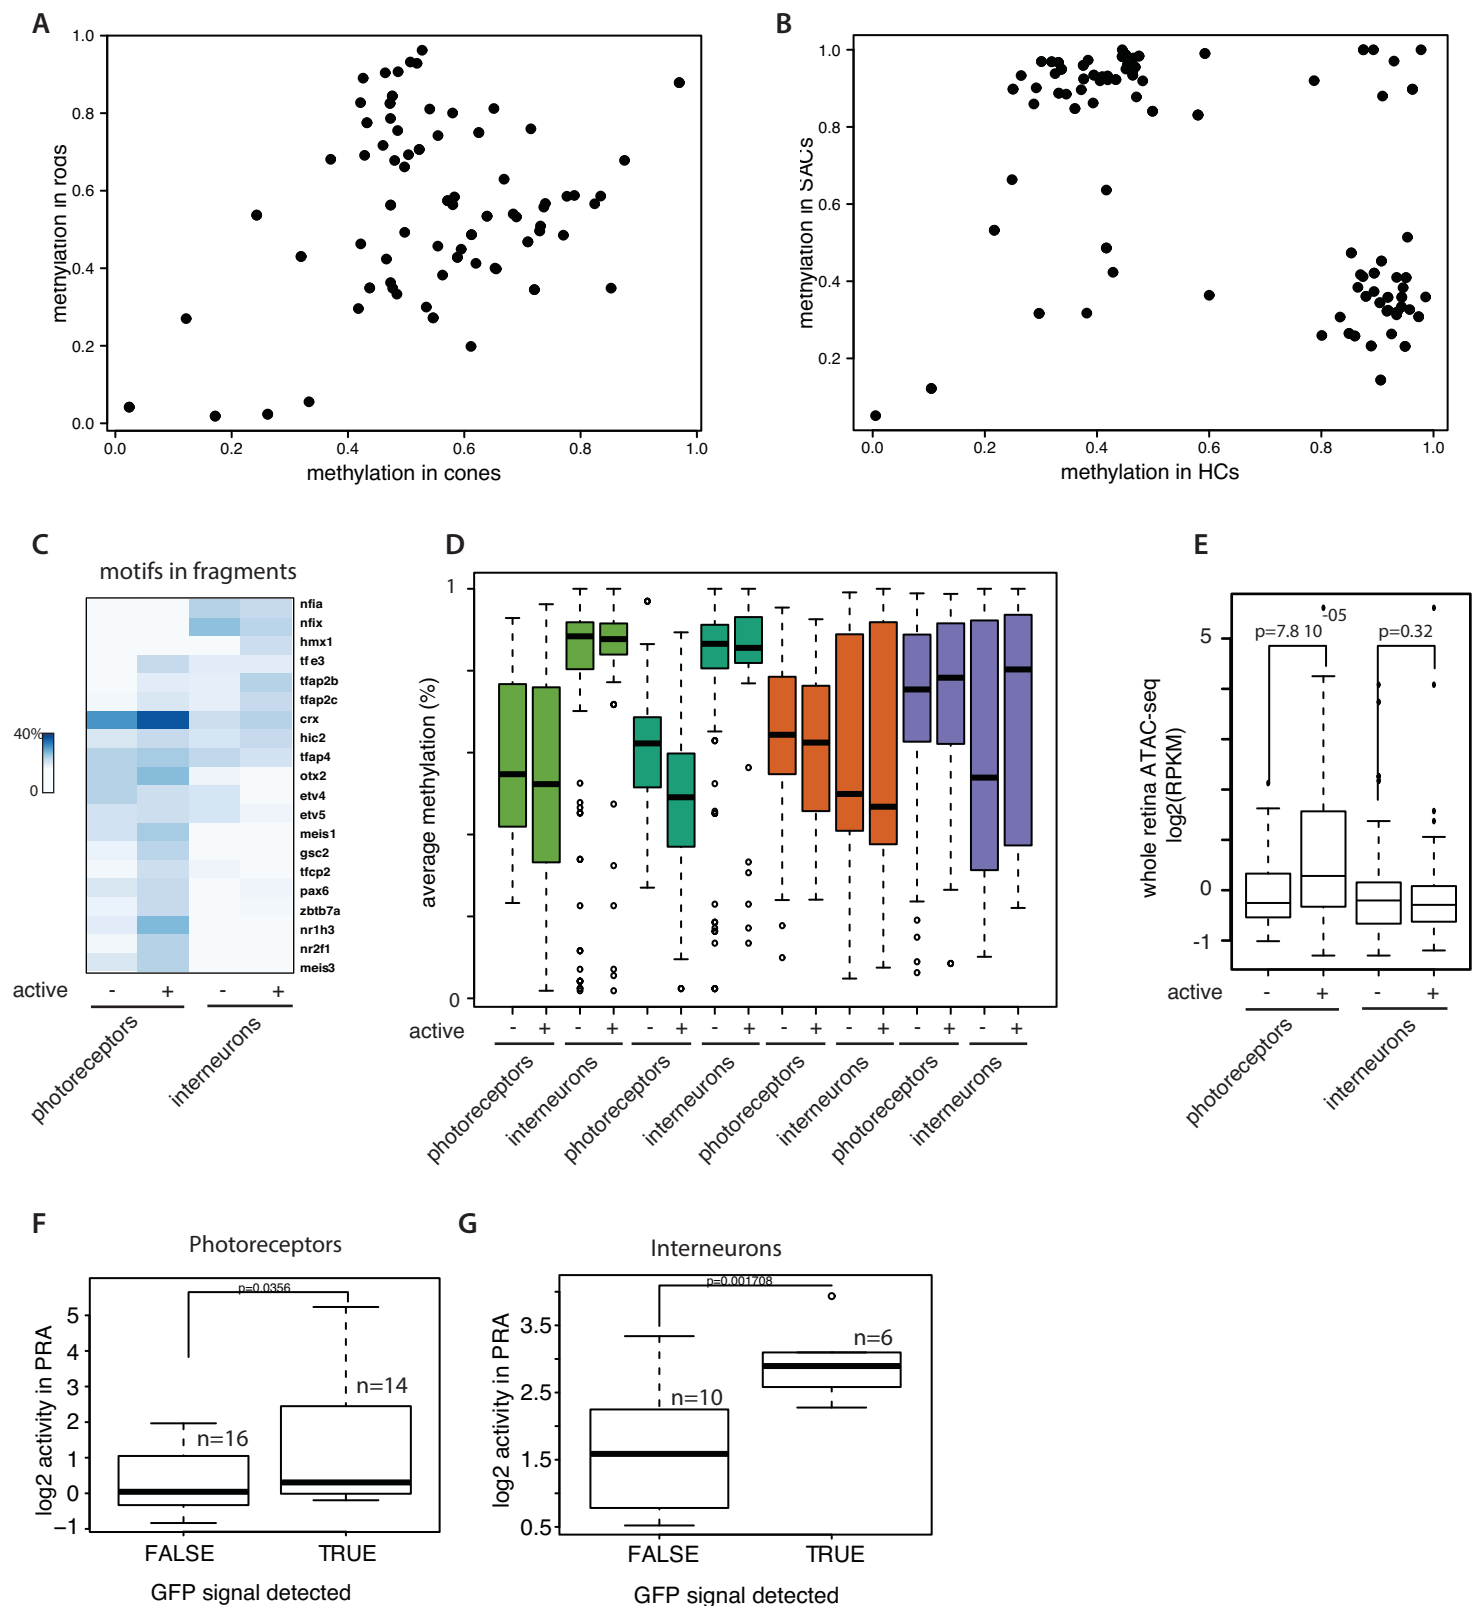 A
1.0
0.8
0.6
0.4
0.2
0.0
methylation in rods
0.0 0.2 0.4 0.6 0.8 1.0
methylation in cones
B
1.0
0.8
0.6
0.4
0.2
methylation in SACs
0.0 0.2 0.4 0.6 0.8 1.0
methylation in HCs
C
motifs in fragments
nfia
nfix
hmx1
tfe3
tfap2b
tfap2c
crx
hic2
tfap4
otx2
etv4
etv5
meis1
gsc2
tfcp2
pax6
zbtb7a
nr1h3
nr2f1
meis3
40%
0
active - + - +
photoreceptors
interneurons
D
1
0
average methylation (%)
active - + - + - + - + - + - + - + - +
photoreceptors
interneurons
photoreceptors
interneurons
photoreceptors
interneurons
photoreceptors
interneurons
E
-05
p=7.8 10
p=0.32
5
0
-1
whole retina ATAC-seq
log2(RPKM)
active - + - +
photoreceptors
interneurons
F
Photoreceptors
p=0.0356
5
4
3
2
1
0
−1
log2 activity in PRA
n=14
n=16
FALSE TRUE
GFP signal detected
G
Interneurons
p=0.001708
3.5
2.5
1.5
0.5
log2 activity in PRA
n=6
n=10
FALSE TRUE
GFP signal detected